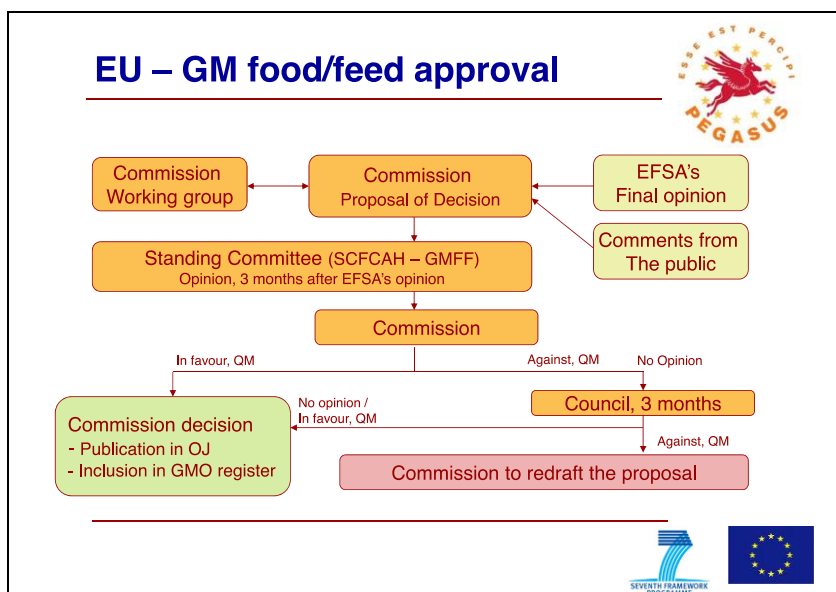 EU – GM food/feed approval
ESSE EST PERCIPI
PEGASUS
Commission
Working group
Commission
Proposal of Decision
EFSA's
Final opinion
Comments from
The public
Standing Committee (SCFCAH – GMFF)
Opinion, 3 months after EFSA's opinion
Commission
In favour, QM
Against, QM
No Opinion
Commission decision
- Publication in OJ
- Inclusion in GMO register
No opinion /
In favour, QM
Council, 3 months
Against, QM
Commission to redraft the proposal
SEVENTH FRAMEWORK
PROGRAMME